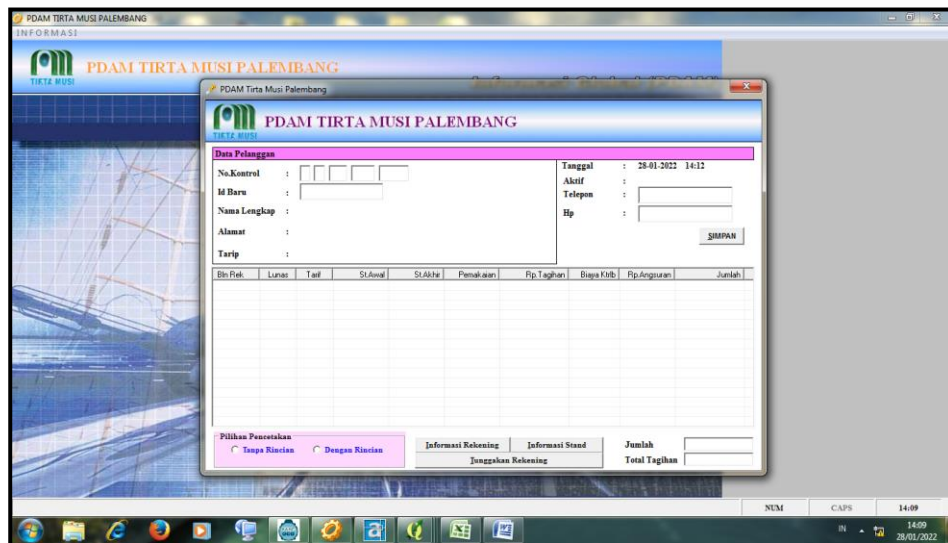 PDAM TIRTA MUSI PALEMBANG
INFORMASI
TIRTA MUSI
PDAM TIRTA MUSI PALEMBANG
PDAM Tirta Musi Palembang
TIRTA MUSI
PDAM TIRTA MUSI PALEMBANG
Data Pelanggan
No.Kontrol :
Id Baru :
Nama Lengkap :
Alamat :
Tarip :
Tanggal : 28-01-2022 14:12
Aktif :
Telepon :
Hp :
SIMPAN
Bln Rek Lunas Tarif St.Awal St.Akhir Pemakaian Rp.Tagihan Biaya Ktrlb Rp.Angsuran Jumlah
Pilihan Pencetakan
Tanpa Rincian Dengan Rincian
Informasi Rekening Informasi Stand
Tunggakan Rekening
Jumlah
Total Tagihan
NUM CAPS 14:09
IN 14:09
28/01/2022